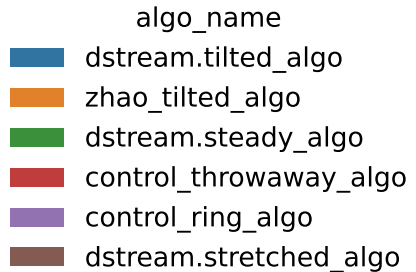 algo_name
dstream.tilted_algo
zhao_tilted_algo
dstream.steady_algo
control_throwaway_algo
control_ring_algo
dstream.stretched_algo